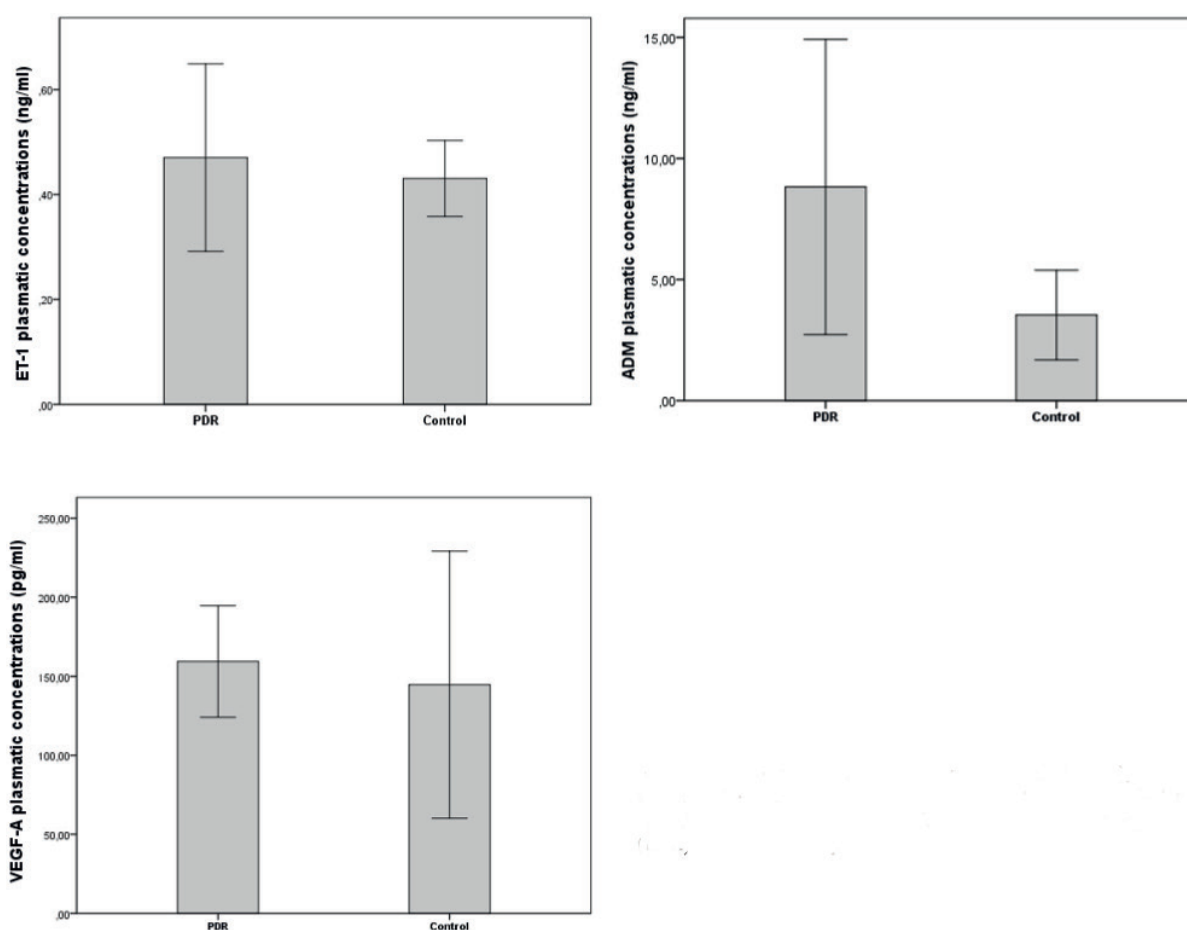 ET-1 plasmatic concentrations (ng/ml)
,60
,40
,20
,00
PDR
Control
ADM plasmatic concentrations (ng/ml)
15,00
10,00
5,00
,00
PDR
Control
VEGF-A plasmatic concentrations (pg/ml)
250,00
200,00
150,00
100,00
50,00
,00
PDR
Control